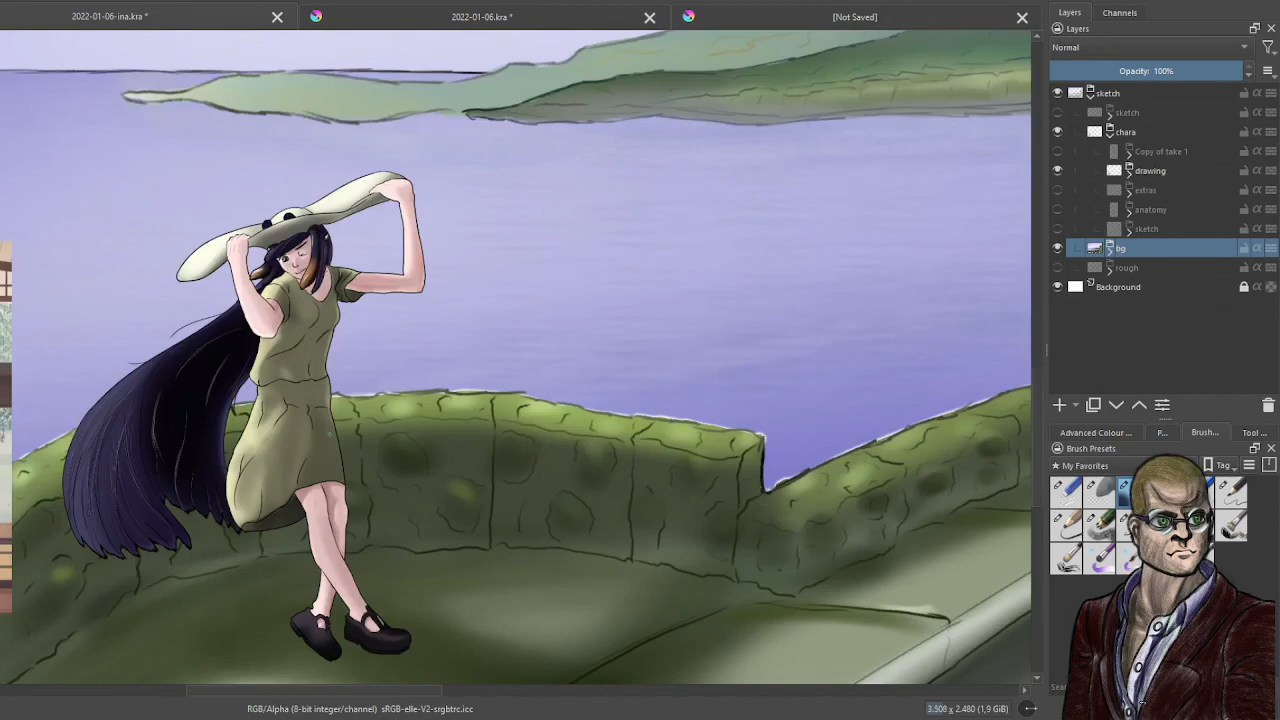 2022-01-06-ina.kra *
2022-01-06.kra *
[Not Saved]
Layers
Channels
Layers
Normal
Opacity: 100%
sketch
sketch
chara
Copy of take 1
drawing
extras
anatomy
sketch
bg
rough
Background
Advanced Colour ...
P...
Brush...
Tool ...
Brush Presets
My Favorites
Tag
Sear
RGB/Alpha (8-bit integer/channel) sRGB-elle-V2-srgbtrc.icc
3.508 x 2.480 (1,9 GiB)